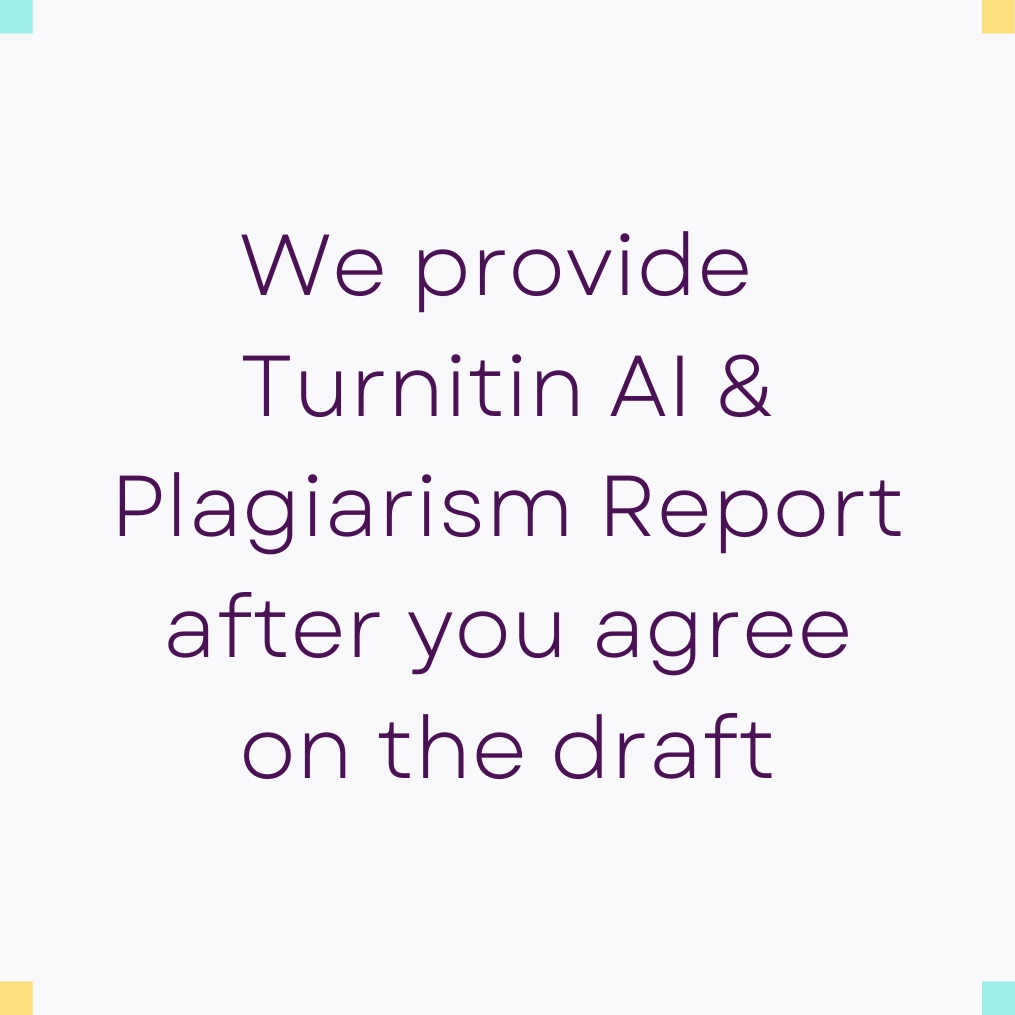 We provide
Turnitin AI &
Plagiarism Report
after you agree
on the draft